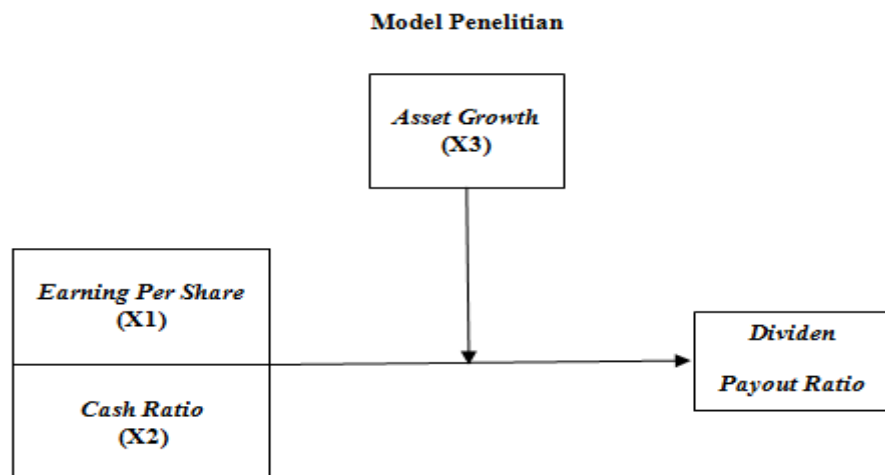 Model Penelitian
Asset Growth
(X3)
Earning Per Share
(X1)
Cash Ratio
(X2)
Dividen
Payout Ratio